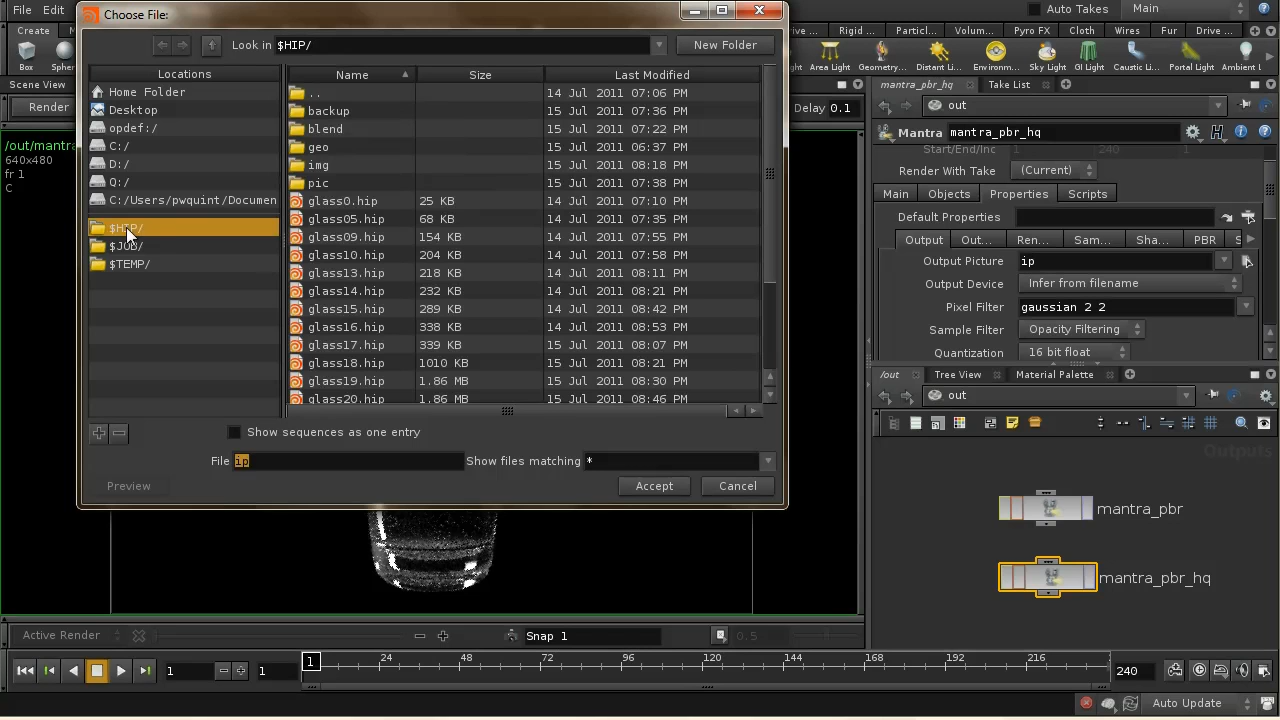 File Edit
Choose File:
Auto Takes Main
Create
Box Spher
Scene View
Render
Look in $HIP/ New Folder
Locations
Home Folder
Desktop
opdef:/
C:/
D:/
Q:/
C:/Users/pwquint/Documen
$HIP/
$JOB/
$TEMP/
Name Size Last Modified
.. 14 Jul 2011 07:06 PM
backup 15 Jul 2011 07:36 PM
blend 15 Jul 2011 07:22 PM
geo 15 Jul 2011 06:37 PM
img 15 Jul 2011 08:18 PM
pic 15 Jul 2011 07:38 PM
glass0.hip 25 KB 14 Jul 2011 07:10 PM
glass05.hip 68 KB 14 Jul 2011 07:35 PM
glass09.hip 154 KB 14 Jul 2011 07:55 PM
glass10.hip 204 KB 14 Jul 2011 08:04 PM
glass13.hip 218 KB 14 Jul 2011 08:11 PM
glass14.hip 232 KB 14 Jul 2011 08:21 PM
glass15.hip 289 KB 14 Jul 2011 08:42 PM
glass16.hip 338 KB 14 Jul 2011 08:53 PM
glass17.hip 339 KB 15 Jul 2011 08:07 PM
glass18.hip 1010 KB 15 Jul 2011 08:21 PM
glass19.hip 1.86 MB 15 Jul 2011 08:30 PM
glass20.hip 1.86 MB 15 Jul 2011 08:46 PM
Show sequences as one entry
File ip Show files matching *
Preview Accept Cancel
/out/mantra
640x480
fr 1
C
ve ... Rigid ... Particl... Volum... Pyro FX Cloth Wires Fur Drive ...
Area Light Geometry... Distant Li... Environm... Sky Light GI Light Caustic Li... Portal Light Ambient L
Delay 0.1
mantra_pbr_hq Take List
out
Mantra mantra_pbr_hq
Start/End/Inc 1 240 1
Render With Take (Current)
Main Objects Properties Scripts
Default Properties
Output Out... Ren... Sam... Sha... PBR S
Output Picture ip
Output Device Infer from filename
Pixel Filter gaussian 2 2
Sample Filter Opacity Filtering
Quantization 16 bit float
/out Tree View Material Palette
out
Outputs
mantra_pbr
mantra_pbr_hq
Active Render Snap 1 0.5
1 1 1 24 48 72 96 120 144 168 192 216 240
Auto Update